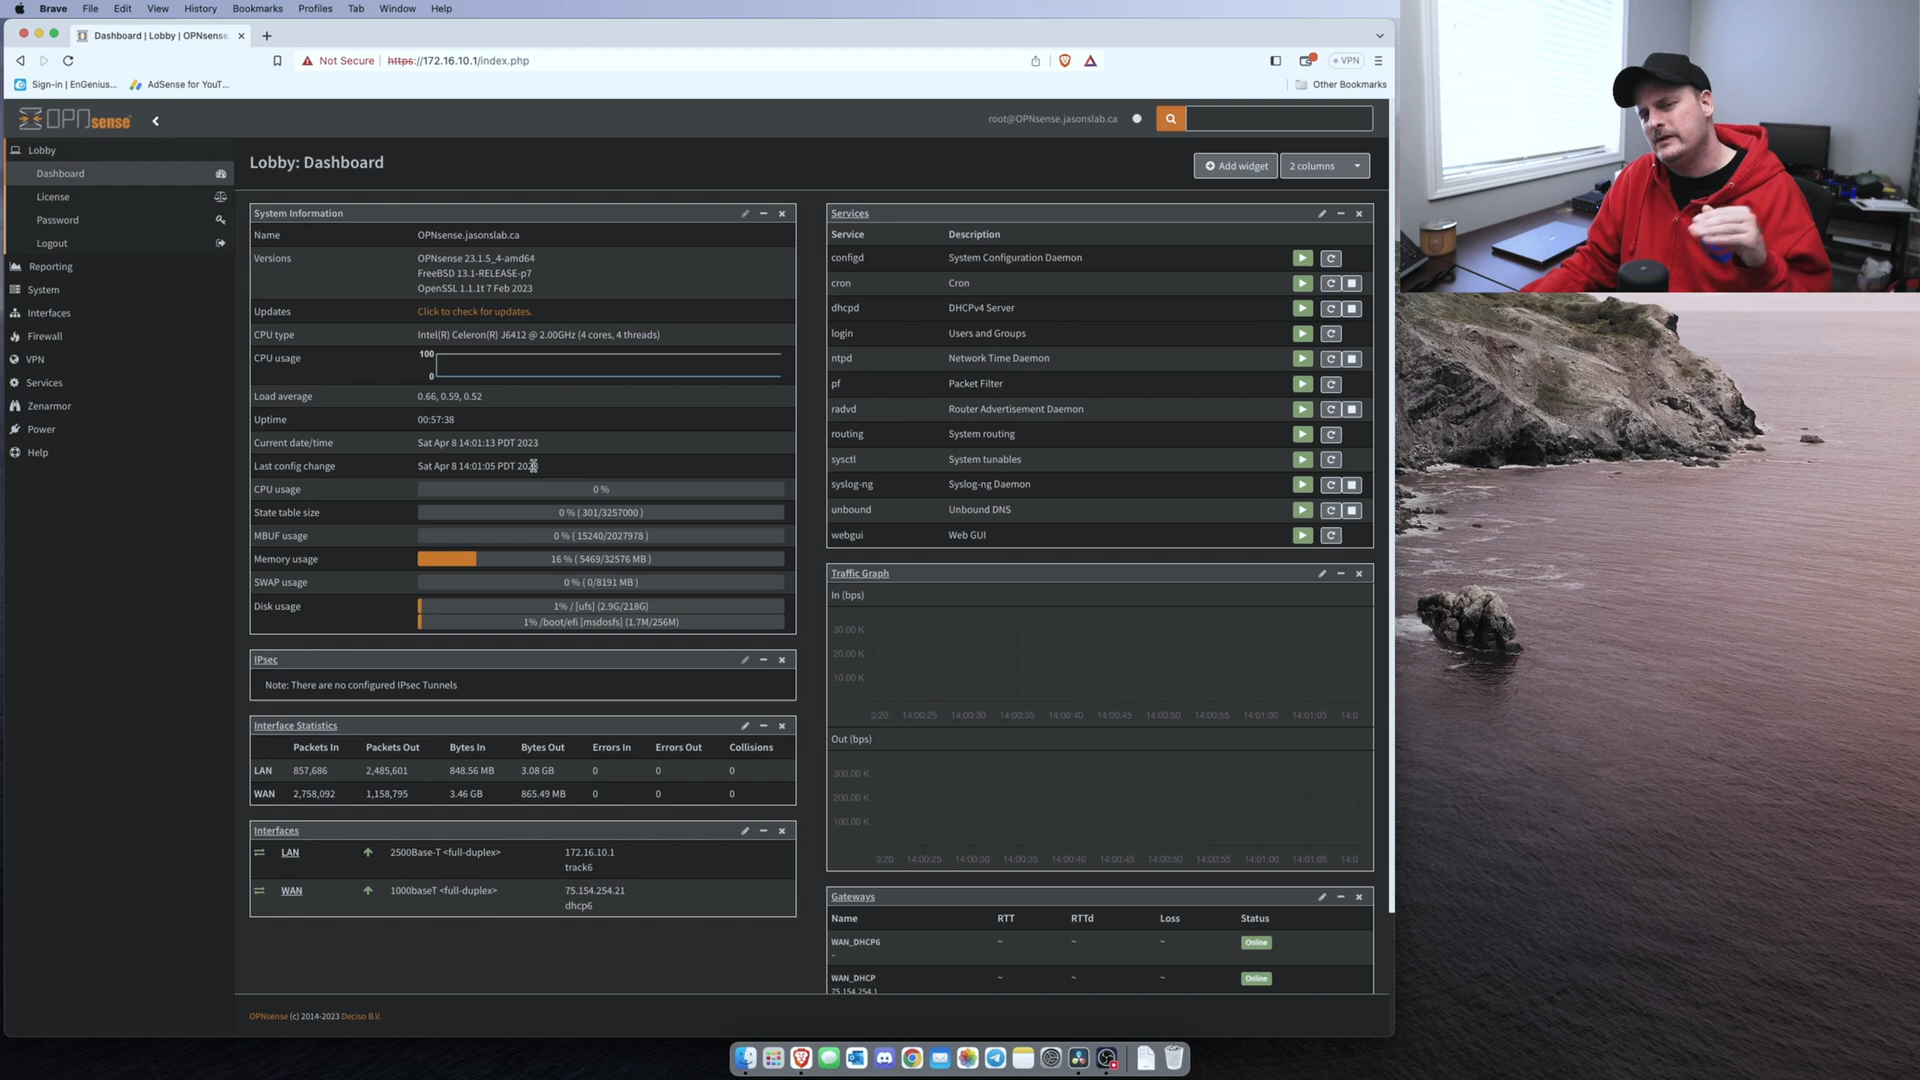 Brave File Edit View History Bookmarks Profiles Tab Window Help
Dashboard | Lobby | OPNsense.
Not Secure https://172.16.10.1/index.php
VPN
Sign-in | EnGenius... AdSense for YouT...
Other Bookmarks
OPNsense
root@OPNsense.jasonslab.ca
Lobby
Dashboard
License
Password
Logout
Reporting
System
Interfaces
Firewall
VPN
Services
Zenarmor
Power
Help
Lobby: Dashboard
Add widget
2 columns
System Information
Name OPNsense.jasonslab.ca
Versions OPNsense 23.1.5_4-amd64
FreeBSD 13.1-RELEASE-p7
OpenSSL 1.1.1t 7 Feb 2023
Updates Click to check for updates.
CPU type Intel(R) Celeron(R) J6412 @ 2.00GHz (4 cores, 4 threads)
CPU usage 100
0
Load average 0.66, 0.59, 0.52
Uptime 00:57:38
Current date/time Sat Apr 8 14:01:13 PDT 2023
Last config change Sat Apr 8 14:01:05 PDT 2023
CPU usage 0 %
State table size 0 % ( 301/3257000 )
MBUF usage 0 % ( 15240/2027978 )
Memory usage 16 % ( 5469/32576 MB )
SWAP usage 0 % ( 0/8191 MB )
Disk usage 1% / [ufs] (2.9G/218G)
1% /boot/efi [msdosfs] (1.7M/256M)
IPsec
Note: There are no configured IPsec Tunnels
Interface Statistics
Packets In Packets Out Bytes In Bytes Out Errors In Errors Out Collisions
LAN 857,686 2,485,601 848.56 MB 3.08 GB 0 0 0
WAN 2,758,092 1,158,795 3.46 GB 865.49 MB 0 0 0
Interfaces
LAN 2500Base-T <full-duplex> 172.16.10.1
track6
WAN 1000baseT <full-duplex> 75.154.254.21
dhcp6
Services
Service Description
configd System Configuration Daemon
cron Cron
dhcpd DHCPv4 Server
login Users and Groups
ntpd Network Time Daemon
pf Packet Filter
radvd Router Advertisement Daemon
routing System routing
sysctl System tunables
syslog-ng Syslog-ng Daemon
unbound Unbound DNS
webgui Web GUI
Traffic Graph
In (bps)
30.00 K
20.00 K
10.00 K
0:20 14:00:25 14:00:30 14:00:35 14:00:40 14:00:45 14:00:50 14:00:55 14:01:00 14:01:05 14:0
Out (bps)
300.00 K
200.00 K
100.00 K
0:20 14:00:25 14:00:30 14:00:35 14:00:40 14:00:45 14:00:50 14:00:55 14:01:00 14:01:05 14:0
Gateways
Name RTT RTTd Loss Status
WAN_DHCP6 ~ ~ ~ Online
~
WAN_DHCP ~ ~ ~ Online
75.154.254.1
OPNsense (c) 2014-2023 Deciso B.V.